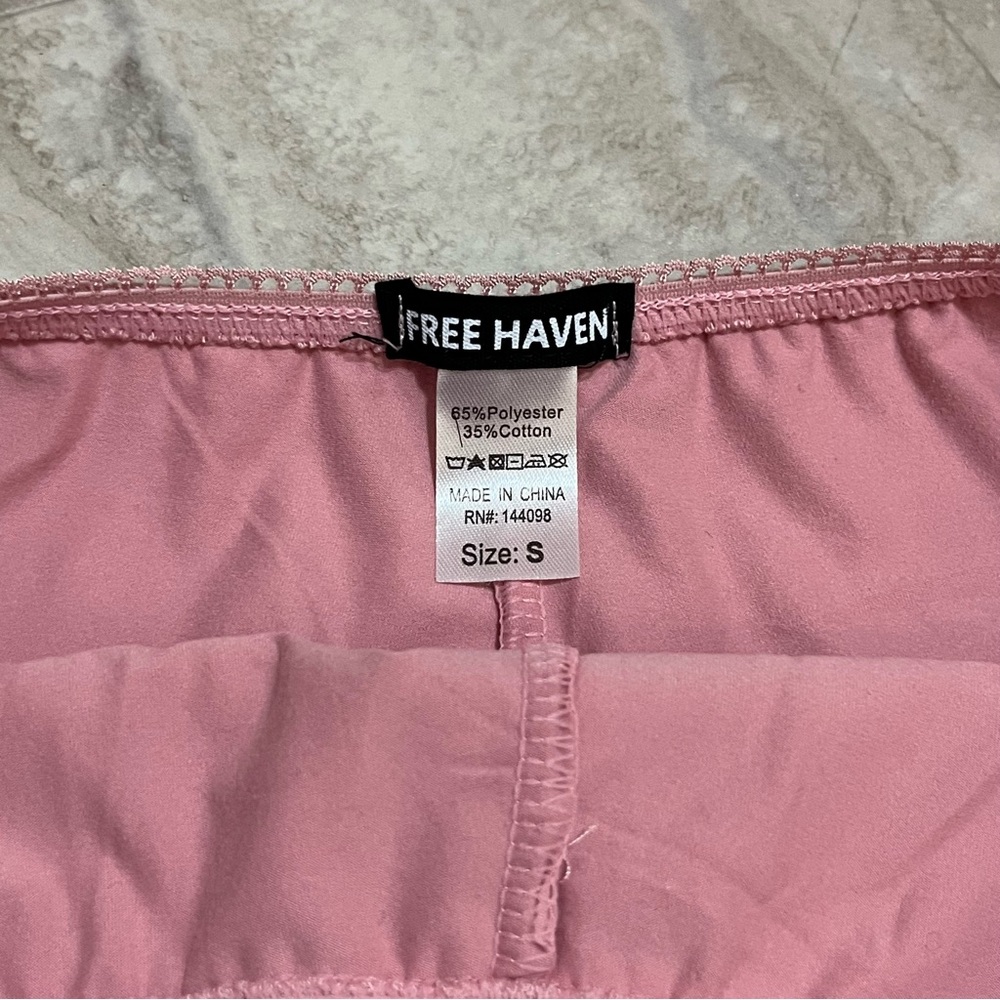 FREE HAVEN
65%Polyester
35%Cotton
MADE IN CHINA
RN#: 144098
Size: S